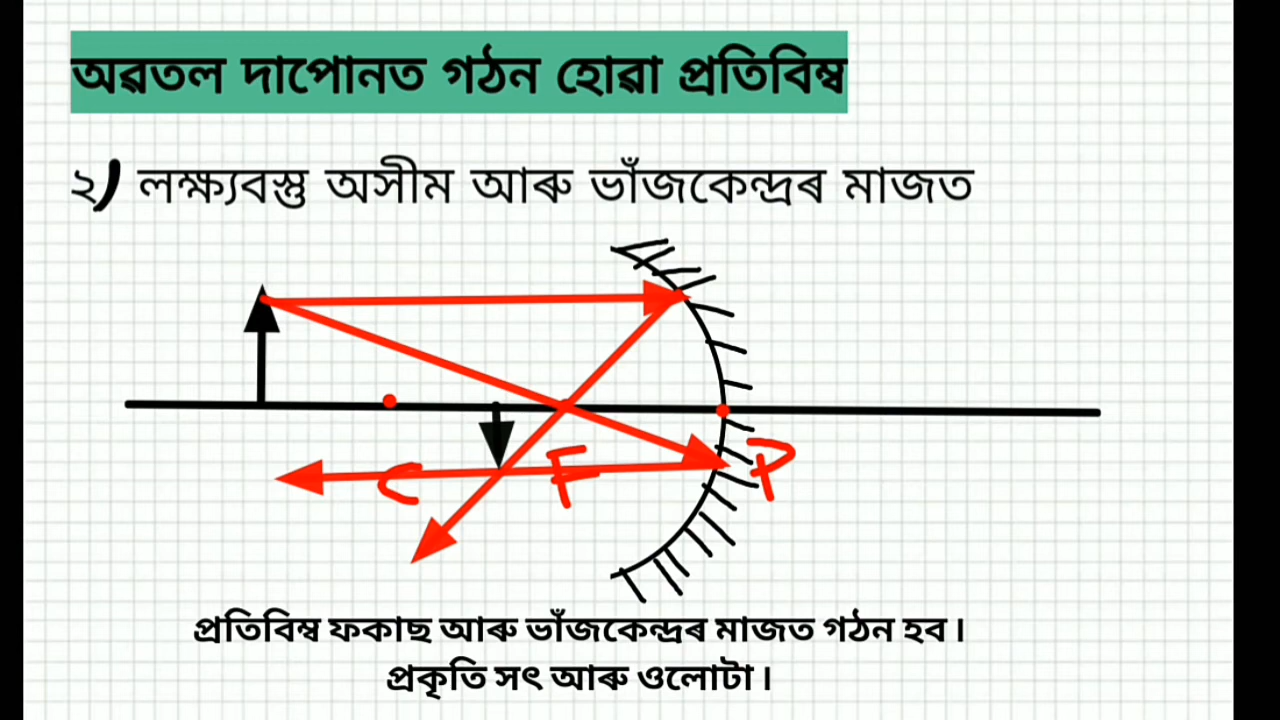 অৱতল দাপোনত গঠন হোৱা প্ৰতিবিম্ব
২) লক্ষ্যবস্তু অসীম আৰু ভাঁজকেন্দ্ৰৰ মাজত
C F P
প্ৰতিবিম্ব ফকাছ আৰু ভাঁজকেন্দ্ৰৰ মাজত গঠন হব ৷
প্ৰকৃতি সৎ আৰু ওলোটা ৷